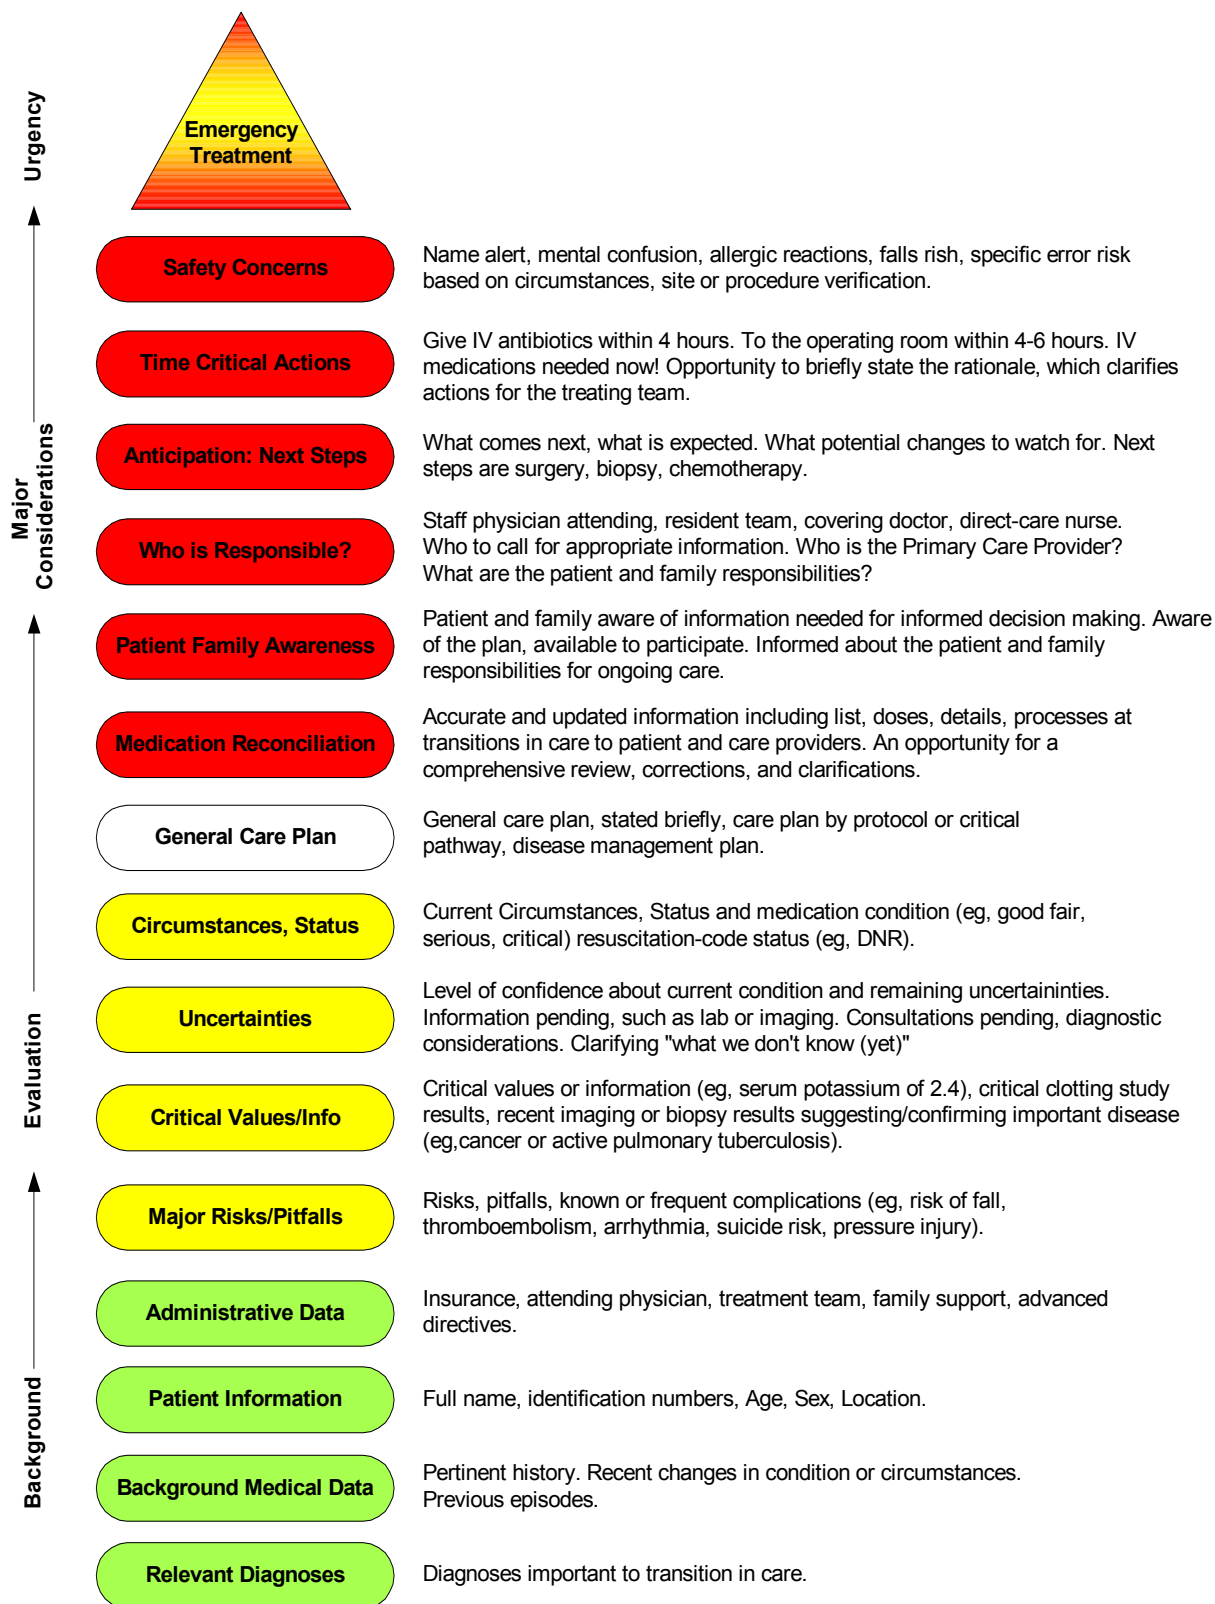 Urgency
Emergency
Treatment
Safety Concerns
Name alert, mental confusion, allergic reactions, falls rish, specific error risk
based on circumstances, site or procedure verification.
Time Critical Actions
Give IV antibiotics within 4 hours. To the operating room within 4-6 hours. IV
medications needed now! Opportunity to briefly state the rationale, which clarifies
actions for the treating team.
Major
Considerations
Anticipation: Next Steps
What comes next, what is expected. What potential changes to watch for. Next
steps are surgery, biopsy, chemotherapy.
Who is Responsible?
Staff physician attending, resident team, covering doctor, direct-care nurse.
Who to call for appropriate information. Who is the Primary Care Provider?
What are the patient and family responsibilities?
Patient Family Awareness
Patient and family aware of information needed for informed decision making. Aware
of the plan, available to participate. Informed about the patient and family
responsibilities for ongoing care.
Medication Reconciliation
Accurate and updated information including list, doses, details, processes at
transitions in care to patient and care providers. An opportunity for a
comprehensive review, corrections, and clarifications.
General Care Plan
General care plan, stated briefly, care plan by protocol or critical
pathway, disease management plan.
Circumstances, Status
Current Circumstances, Status and medication condition (eg, good fair,
serious, critical) resuscitation-code status (eg, DNR).
Evaluation
Uncertainties
Level of confidence about current condition and remaining uncertaininties.
Information pending, such as lab or imaging. Consultations pending, diagnostic
considerations. Clarifying "what we don't know (yet)"
Critical Values/Info
Critical values or information (eg, serum potassium of 2.4), critical clotting study
results, recent imaging or biopsy results suggesting/confirming important disease
(eg,cancer or active pulmonary tuberculosis).
Major Risks/Pitfalls
Risks, pitfalls, known or frequent complications (eg, risk of fall,
thromboembolism, arrhythmia, suicide risk, pressure injury).
Administrative Data
Insurance, attending physician, treatment team, family support, advanced
directives.
Background
Patient Information
Full name, identification numbers, Age, Sex, Location.
Background Medical Data
Pertinent history. Recent changes in condition or circumstances.
Previous episodes.
Relevant Diagnoses
Diagnoses important to transition in care.